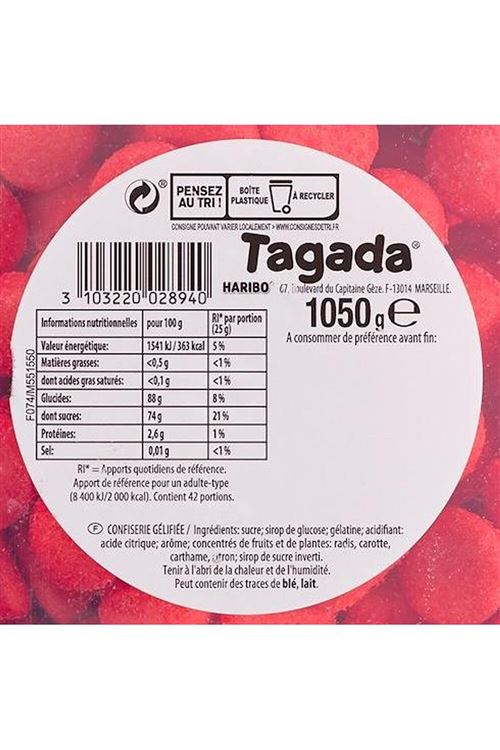 PENSEZ
AU TRI !
BOÎTE
PLASTIQUE
À RECYCLER
CONSIGNE POUVANT VARIER LOCALEMENT > WWW.CONSIGNESDETRI.FR
Tagada®
HARIBO 67, boulevard du Capitaine Gèze. F-13014 MARSEILLE.
3 103220 028940
1050g e
A consommer de préférence avant fin:
Informations nutritionnelles pour 100 g RI* par portion (25 g)
Valeur énergétique: 1541 kJ / 363 kcal 5 %
Matières grasses: <0,5 g <1 %
dont acides gras saturés: <0,1 g <1 %
Glucides: 88 g 8 %
dont sucres: 74 g 21 %
Protéines: 2,6 g 1 %
Sel: 0,01 g <1 %
F074/M551550
RI* = Apports quotidiens de référence.
Apport de référence pour un adulte-type
(8 400 kJ/2 000 kcal). Contient 42 portions.
F CONFISERIE GÉLIFIÉE / Ingrédients: sucre; sirop de glucose; gélatine; acidifiant:
acide citrique; arôme; concentrés de fruits et de plantes: radis, carotte,
carthame, citron; sirop de sucre inverti.
Tenir à l'abri de la chaleur et de l'humidité.
Peut contenir des traces de blé, lait.